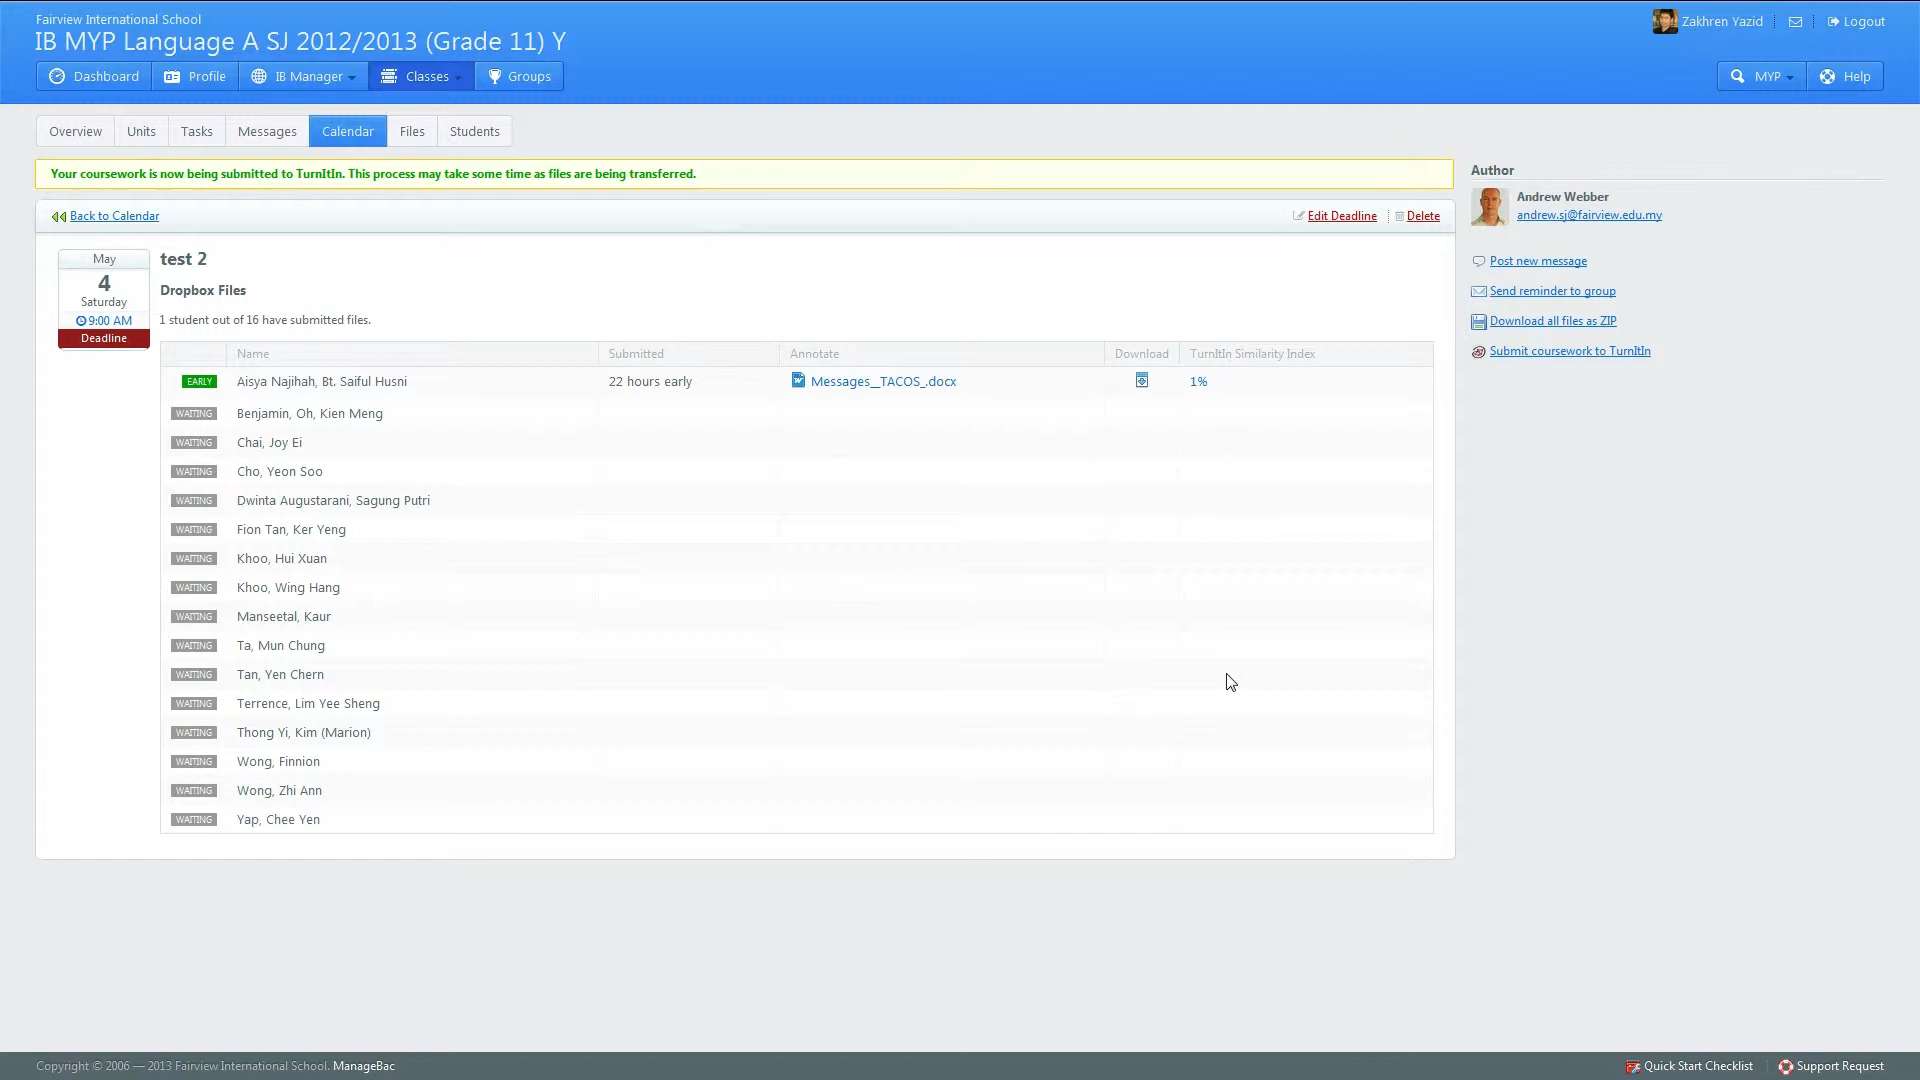 Fairview International School
Zakhren Yazid
Logout
IB MYP Language A SJ 2012/2013 (Grade 11) Y
Dashboard Profile IB Manager Classes Groups
MYP Help
Overview Units Tasks Messages Calendar Files Students
Your coursework is now being submitted to TurnItIn. This process may take some time as files are being transferred.
Back to Calendar
Edit Deadline Delete
May
4
Saturday
9:00 AM
Deadline
test 2
Dropbox Files
1 student out of 16 have submitted files.
Name Submitted Annotate Download TurnItIn Similarity Index
EARLY Aisya Najihah, Bt. Saiful Husni 22 hours early Messages__TACOS_.docx 1%
WAITING Benjamin, Oh, Kien Meng
WAITING Chai, Joy Ei
WAITING Cho, Yeon Soo
WAITING Dwinta Augustarani, Sagung Putri
WAITING Fion Tan, Ker Yeng
WAITING Khoo, Hui Xuan
WAITING Khoo, Wing Hang
WAITING Manseetal, Kaur
WAITING Ta, Mun Chung
WAITING Tan, Yen Chern
WAITING Terrence, Lim Yee Sheng
WAITING Thong Yi, Kim (Marion)
WAITING Wong, Finnion
WAITING Wong, Zhi Ann
WAITING Yap, Chee Yen
Author
Andrew Webber
andrew.sj@fairview.edu.my
Post new message
Send reminder to group
Download all files as ZIP
Submit coursework to TurnItIn
Copyright © 2006 — 2013 Fairview International School. ManageBac
Quick Start Checklist Support Request